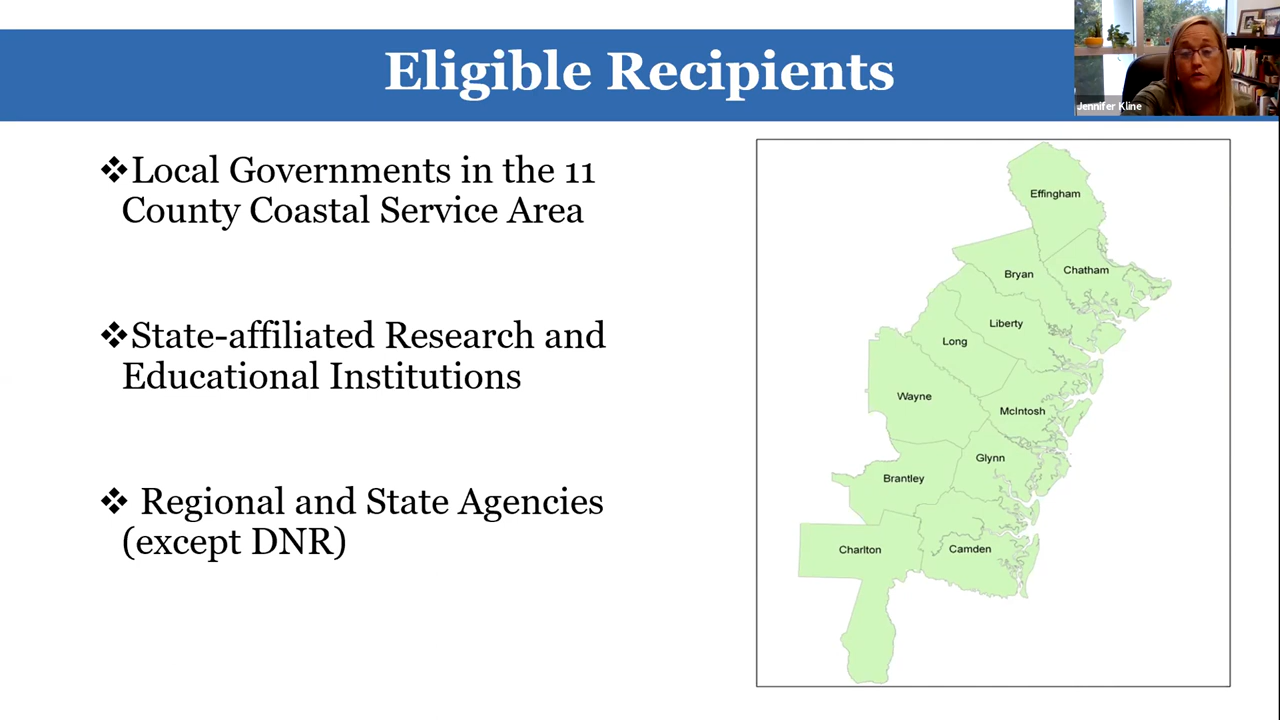 Eligible Recipients
Jennifer Kline
❖Local Governments in the 11
County Coastal Service Area
❖State-affiliated Research and
Educational Institutions
❖ Regional and State Agencies
(except DNR)
Effingham
Bryan
Chatham
Liberty
Long
Wayne
McIntosh
Glynn
Brantley
Charlton
Camden